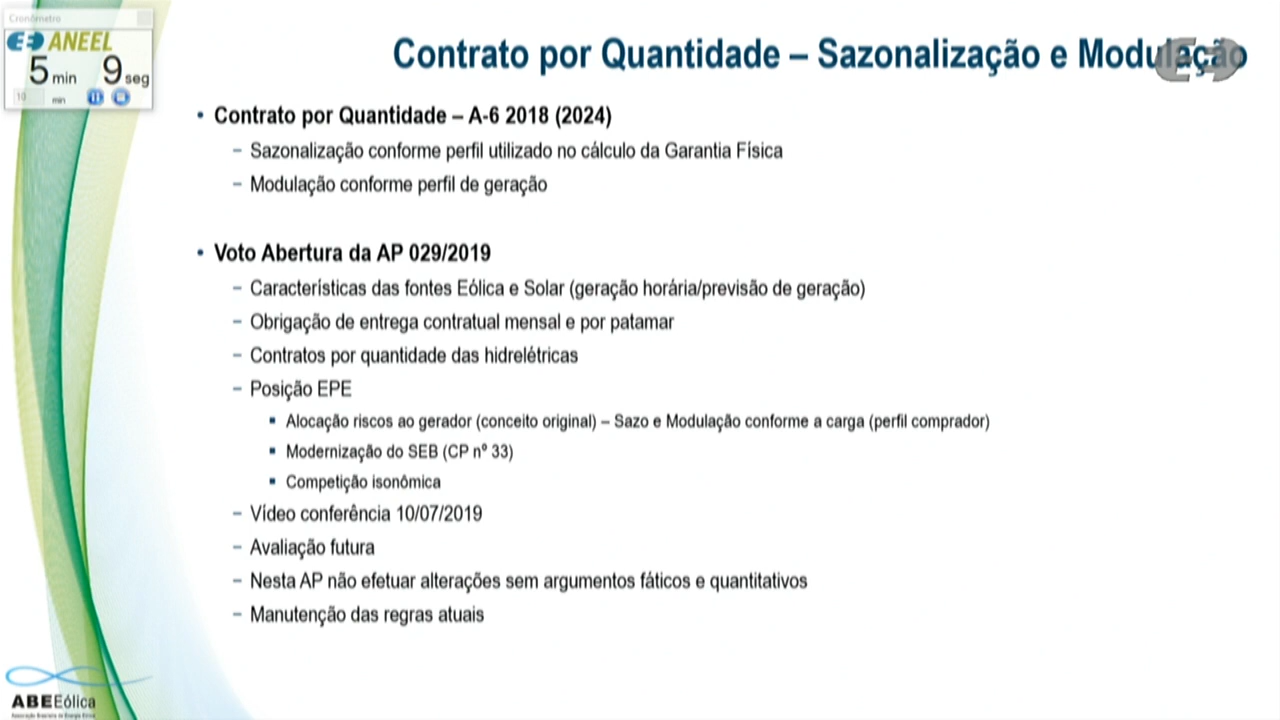 Cronômetro
ANEEL
5 min 9 seg
10 min
Contrato por Quantidade – Sazonalização e Modulação
• Contrato por Quantidade – A-6 2018 (2024)
– Sazonalização conforme perfil utilizado no cálculo da Garantia Física
– Modulação conforme perfil de geração
• Voto Abertura da AP 029/2019
– Características das fontes Eólica e Solar (geração horária/previsão de geração)
– Obrigação de entrega contratual mensal e por patamar
– Contratos por quantidade das hidrelétricas
– Posição EPE
▪ Alocação riscos ao gerador (conceito original) – Sazo e Modulação conforme a carga (perfil comprador)
▪ Modernização do SEB (CP nº 33)
▪ Competição isonômica
– Vídeo conferência 10/07/2019
– Avaliação futura
– Nesta AP não efetuar alterações sem argumentos fáticos e quantitativos
– Manutenção das regras atuais
ABEEólica
Associação Brasileira de Energia Eólica